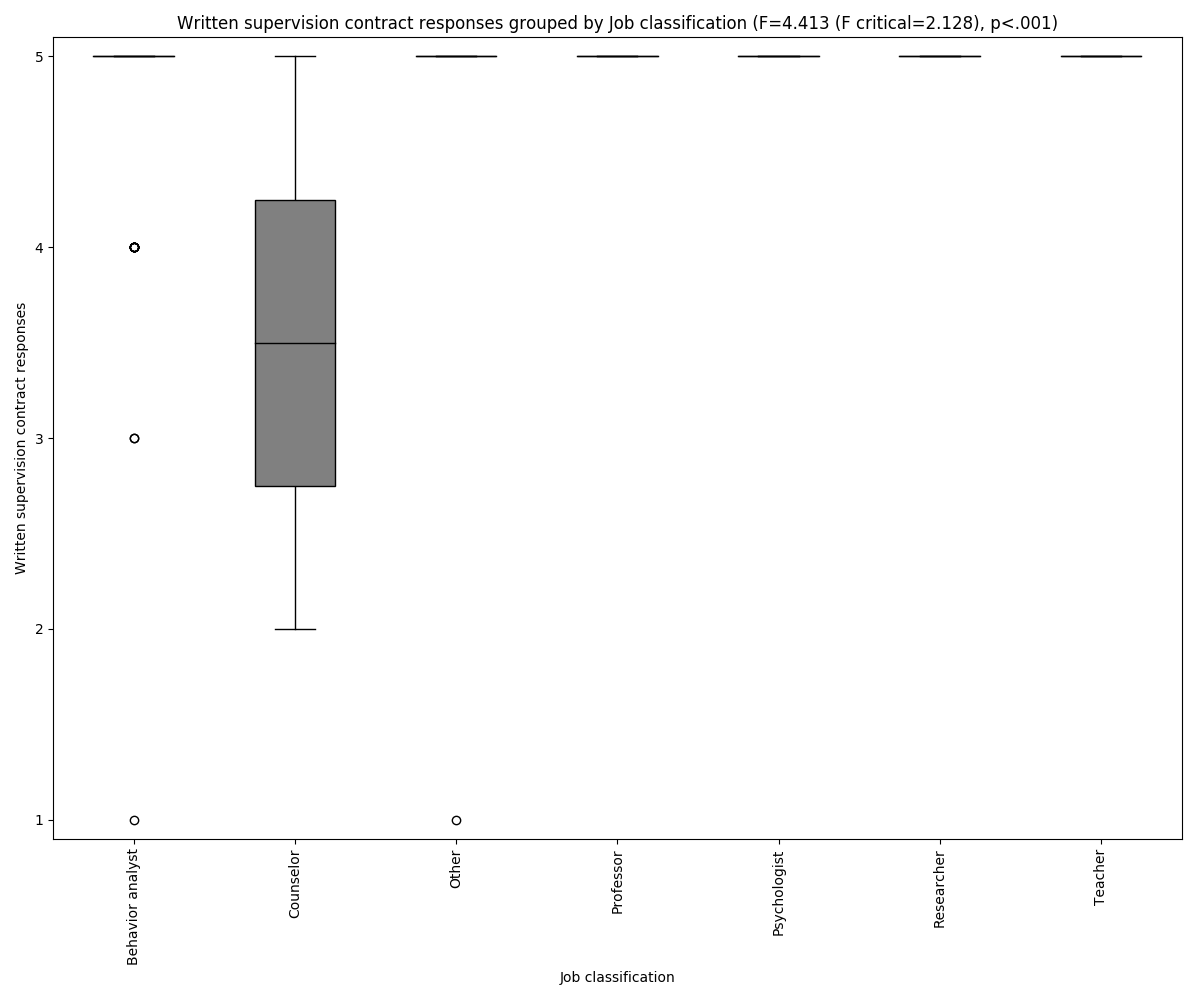 Written supervision contract responses grouped by Job classification (F=4.413 (F critical=2.128), p<.001)
Written supervision contract responses
5
4
3
2
1
Behavior analyst
Counselor
Other
Professor
Psychologist
Researcher
Teacher
Job classification